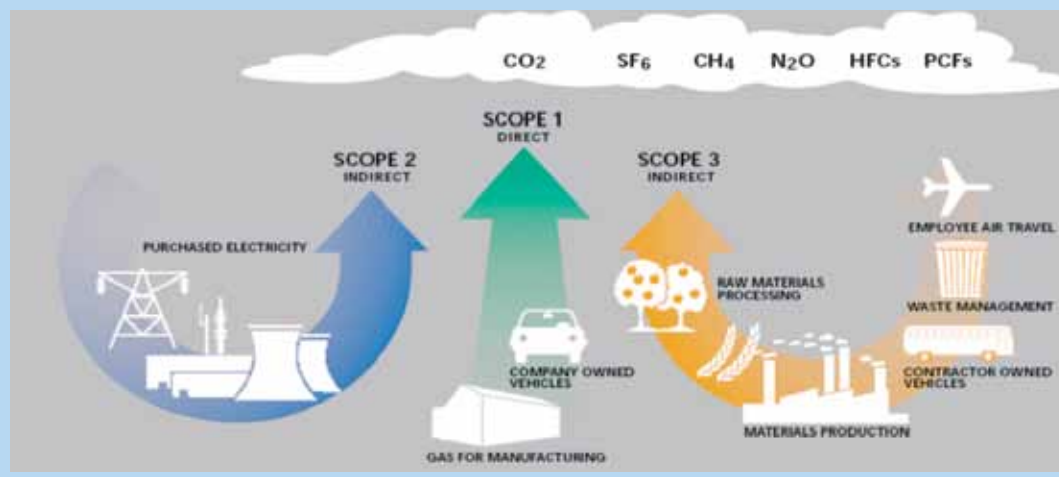 CO2 SF6 CH4 N2O HFCs PCFs
SCOPE 1
DIRECT
SCOPE 2
INDIRECT
SCOPE 3
INDIRECT
PURCHASED ELECTRICITY
COMPANY OWNED
VEHICLES
GAS FOR MANUFACTURING
RAW MATERIALS
PROCESSING
MATERIALS PRODUCTION
EMPLOYEE AIR TRAVEL
WASTE MANAGEMENT
CONTRACTOR OWNED
VEHICLES